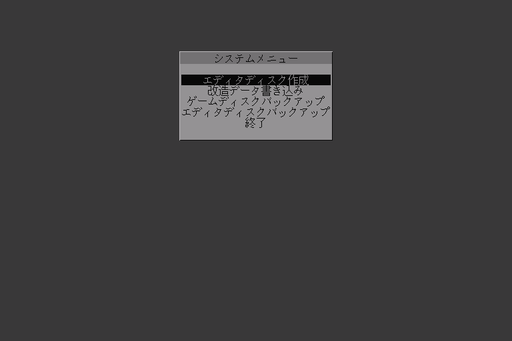 システムメニュー
エディタディスク作成
改造データ書き込み
ゲームディスクバックアップ
エディタディスクバックアップ
終了